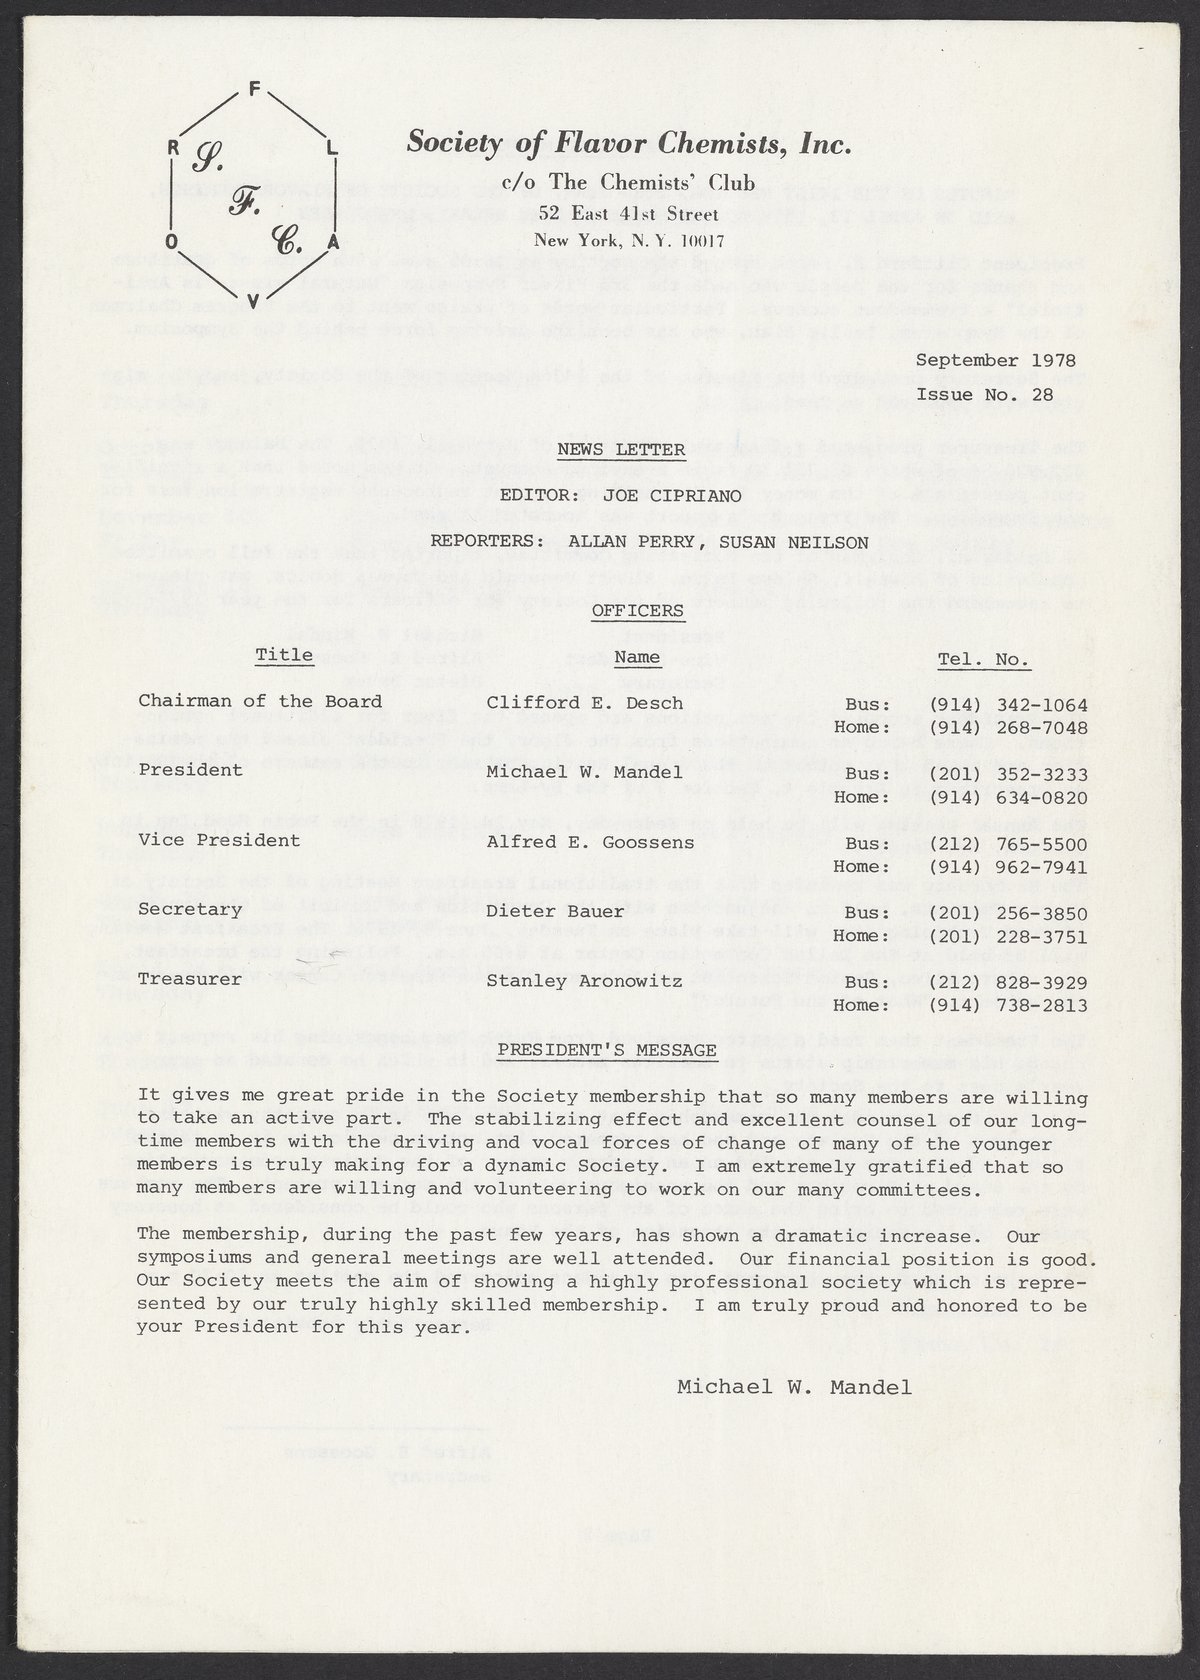 F
R L
S.
F.
C.
O A
V
Society of Flavor Chemists, Inc.
c/o The Chemists' Club
52 East 41st Street
New York, N. Y. 10017
September 1978
Issue No. 28
NEWS LETTER
EDITOR: JOE CIPRIANO
REPORTERS: ALLAN PERRY, SUSAN NEILSON
OFFICERS
Title Name Tel. No.
Chairman of the Board Clifford E. Desch Bus: (914) 342-1064
Home: (914) 268-7048
President Michael W. Mandel Bus: (201) 352-3233
Home: (914) 634-0820
Vice President Alfred E. Goossens Bus: (212) 765-5500
Home: (914) 962-7941
Secretary Dieter Bauer Bus: (201) 256-3850
Home: (201) 228-3751
Treasurer Stanley Aronowitz Bus: (212) 828-3929
Home: (914) 738-2813
PRESIDENT'S MESSAGE
It gives me great pride in the Society membership that so many members are willing
to take an active part. The stabilizing effect and excellent counsel of our long-
time members with the driving and vocal forces of change of many of the younger
members is truly making for a dynamic Society. I am extremely gratified that so
many members are willing and volunteering to work on our many committees.
The membership, during the past few years, has shown a dramatic increase. Our
symposiums and general meetings are well attended. Our financial position is good.
Our Society meets the aim of showing a highly professional society which is repre-
sented by our truly highly skilled membership. I am truly proud and honored to be
your President for this year.
Michael W. Mandel